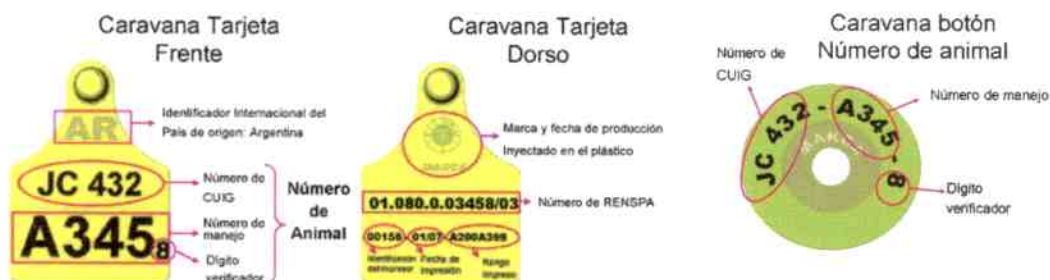 Caravana Tarjeta
Frente
AR
Identificador Internacional del
País de origen: Argentina
JC 432
Número de
CUIG
A345
8
Número de
manejo
Dígito
verificador
Número
de
Animal
Caravana Tarjeta
Dorso
Marca y fecha de producción
Inyectado en el plástico
01.080.0.03458/03
Número de RENSPA
00156 - 01/07 - A200A399
Identificación
Fecha de
impresión
Rango
impreso
Caravana botón
Número de animal
Número de
CUIG
JC 432 - A345 - 8
Número de manejo
Dígito
verificador